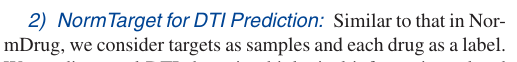 2) NormTarget for DTI Prediction: Similar to that in Nor-
mDrug, we consider targets as samples and each drug as a label.